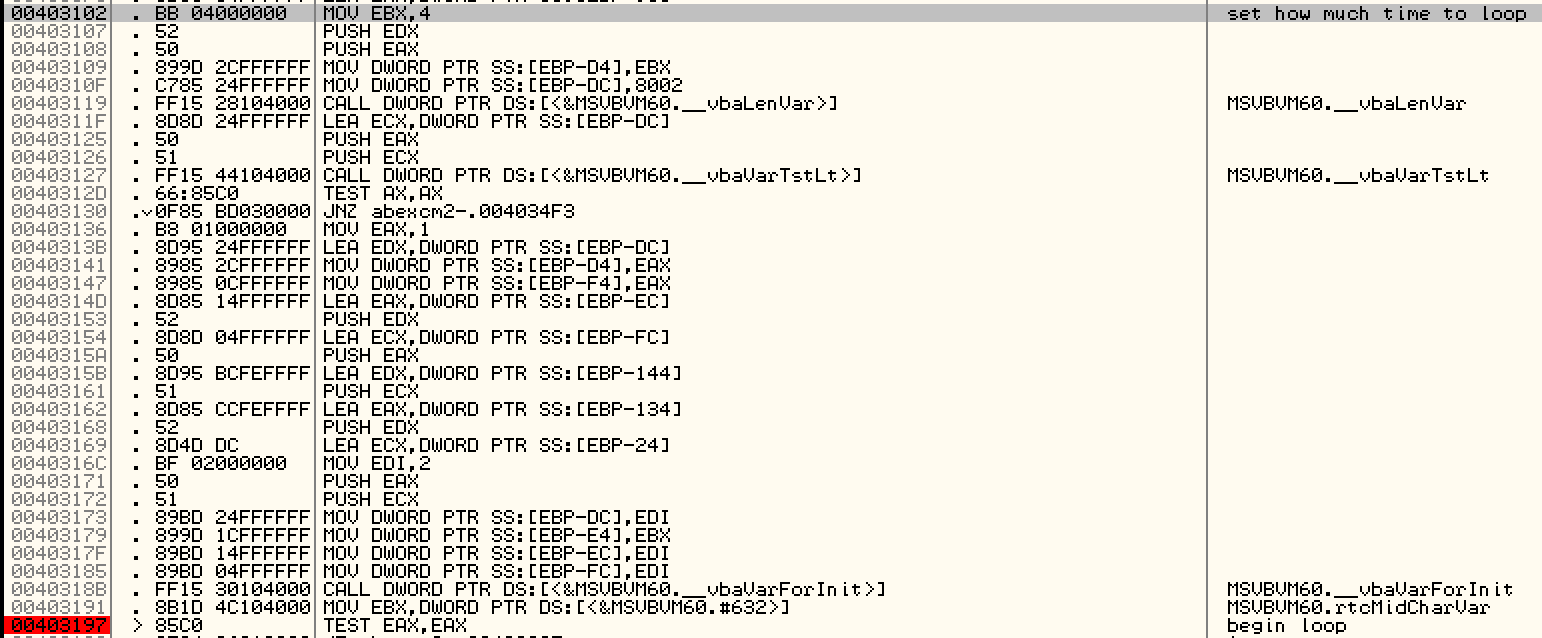 00403102 . BB 04000000 MOV EBX,4 set how much time to loop
00403107 . 52 PUSH EDX
00403108 . 50 PUSH EAX
00403109 . 899D 2CFFFFFF MOV DWORD PTR SS:[EBP-D4],EBX
0040310F . C785 24FFFFFF MOV DWORD PTR SS:[EBP-DC],8002
00403119 . FF15 28104000 CALL DWORD PTR DS:[<&MSVBVM60.__vbaLenVar>] MSVBVM60.__vbaLenVar
0040311F . 8D8D 24FFFFFF LEA ECX,DWORD PTR SS:[EBP-DC]
00403125 . 50 PUSH EAX
00403126 . 51 PUSH ECX
00403127 . FF15 44104000 CALL DWORD PTR DS:[<&MSVBVM60.__vbaVarTstLt>] MSVBVM60.__vbaVarTstLt
0040312D . 66:85C0 TEST AX,AX
00403130 .v0F85 BD030000 JNZ abexcm2-.004034F3
00403136 . B8 01000000 MOV EAX,1
0040313B . 8D95 24FFFFFF LEA EDX,DWORD PTR SS:[EBP-DC]
00403141 . 8985 2CFFFFFF MOV DWORD PTR SS:[EBP-D4],EAX
00403147 . 8985 0CFFFFFF MOV DWORD PTR SS:[EBP-F4],EAX
0040314D . 8D85 14FFFFFF LEA EAX,DWORD PTR SS:[EBP-EC]
00403153 . 52 PUSH EDX
00403154 . 8D8D 04FFFFFF LEA ECX,DWORD PTR SS:[EBP-FC]
0040315A . 50 PUSH EAX
0040315B . 8D95 BCFEFFFF LEA EDX,DWORD PTR SS:[EBP-144]
00403161 . 51 PUSH ECX
00403162 . 8D85 CCFEFFFF LEA EAX,DWORD PTR SS:[EBP-134]
00403168 . 52 PUSH EDX
00403169 . 8D4D DC LEA ECX,DWORD PTR SS:[EBP-24]
0040316C . BF 02000000 MOV EDI,2
00403171 . 50 PUSH EAX
00403172 . 51 PUSH ECX
00403173 . 89BD 24FFFFFF MOV DWORD PTR SS:[EBP-DC],EDI
00403179 . 899D 1CFFFFFF MOV DWORD PTR SS:[EBP-E4],EBX
0040317F . 89BD 14FFFFFF MOV DWORD PTR SS:[EBP-EC],EDI
00403185 . 89BD 04FFFFFF MOV DWORD PTR SS:[EBP-FC],EDI
0040318B . FF15 30104000 CALL DWORD PTR DS:[<&MSVBVM60.__vbaVarForInit>] MSVBVM60.__vbaVarForInit
00403191 . 8B1D 4C104000 MOV EBX,DWORD PTR DS:[<&MSVBVM60.#632>] MSVBVM60.rtcMidCharVar
00403197 > 85C0 TEST EAX,EAX begin loop